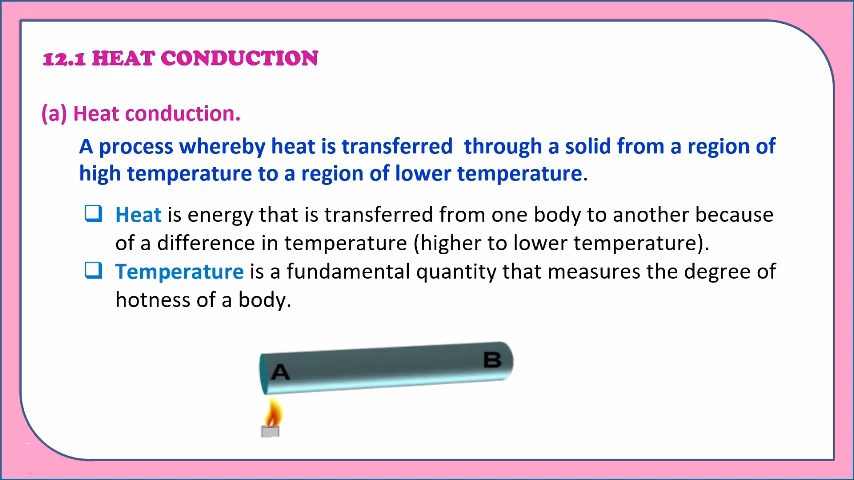 12.1 HEAT CONDUCTION
(a) Heat conduction.
A process whereby heat is transferred through a solid from a region of
high temperature to a region of lower temperature.
Heat is energy that is transferred from one body to another because
of a difference in temperature (higher to lower temperature).
Temperature is a fundamental quantity that measures the degree of
hotness of a body.
A B